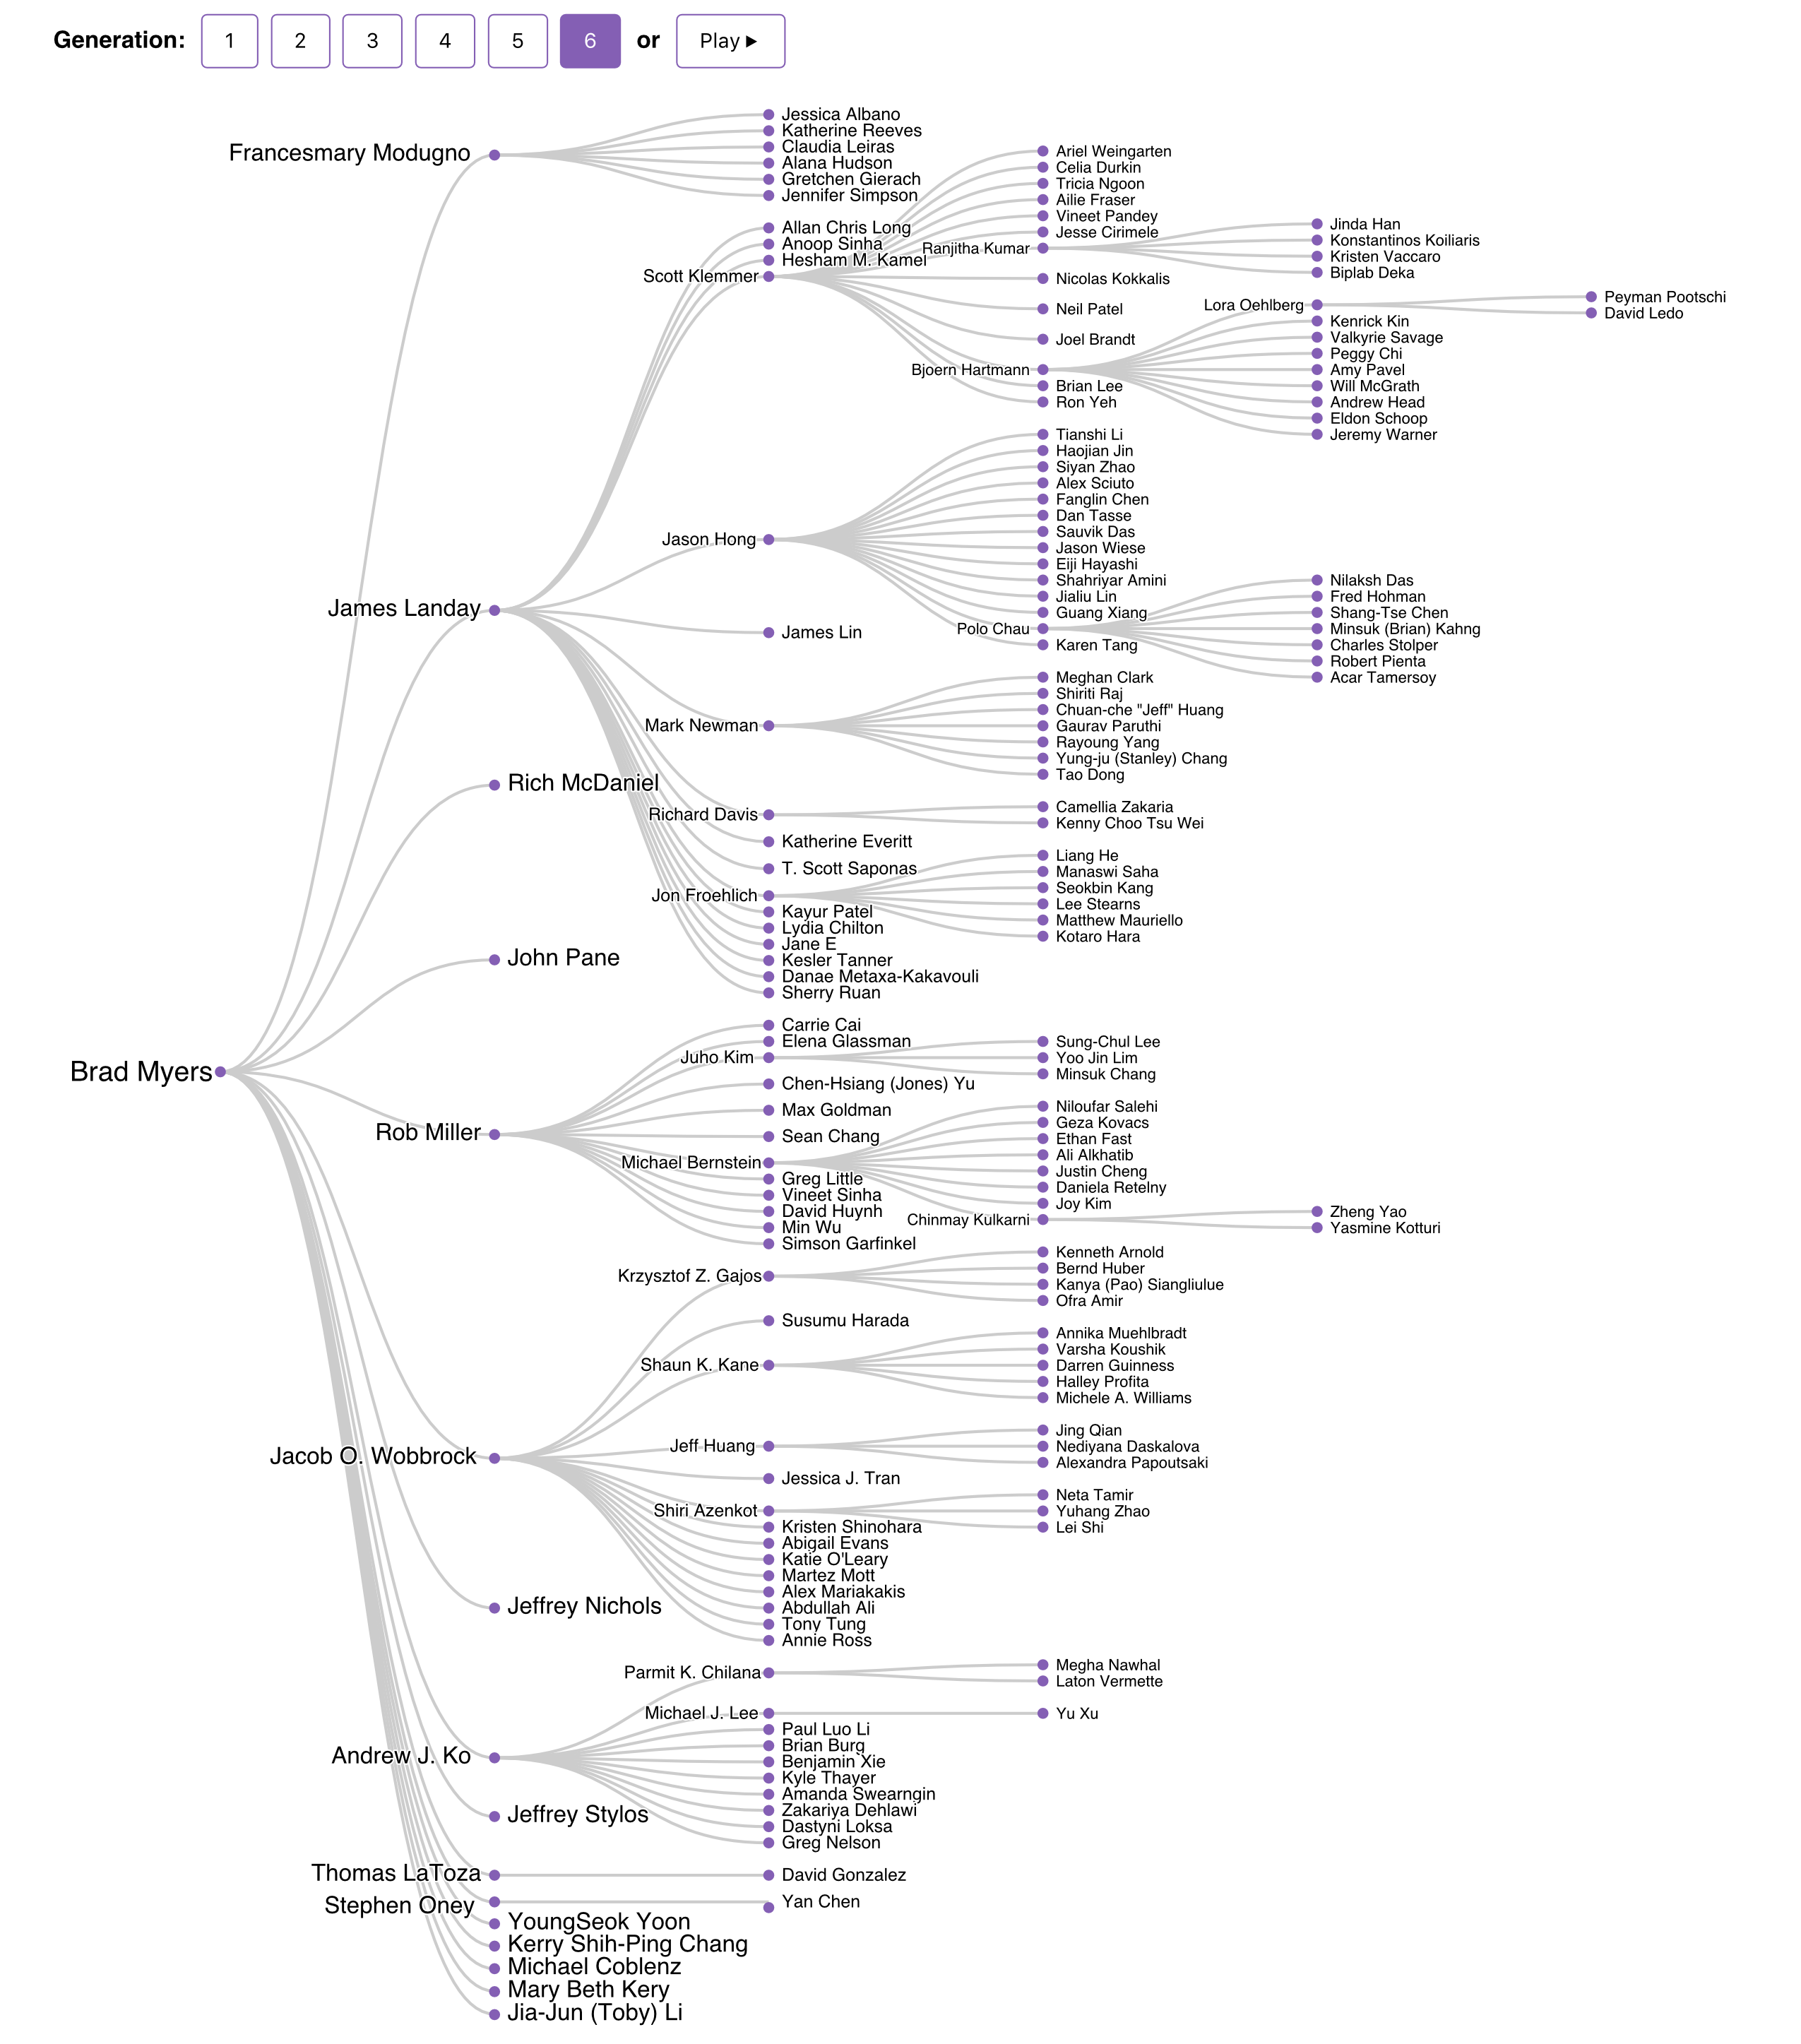 Generation: 1 2 3 4 5 6 or Play ▶
Brad Myers
Francesmary Modugno
Jessica Albano
Katherine Reeves
Claudia Leiras
Alana Hudson
Gretchen Gierach
Jennifer Simpson
James Landay
Allan Chris Long
Anoop Sinha
Hesham M. Kamel
Scott Klemmer
Ariel Weingarten
Celia Durkin
Tricia Ngoon
Ailie Fraser
Vineet Pandey
Jesse Cirimele
Ranjitha Kumar
Jinda Han
Konstantinos Koiliaris
Kristen Vaccaro
Biplab Deka
Nicolas Kokkalis
Neil Patel
Joel Brandt
Bjoern Hartmann
Lora Oehlberg
Peyman Pootschi
David Ledo
Kenrick Kin
Valkyrie Savage
Peggy Chi
Amy Pavel
Will McGrath
Andrew Head
Eldon Schoop
Jeremy Warner
Brian Lee
Ron Yeh
Jason Hong
Tianshi Li
Haojian Jin
Siyan Zhao
Alex Sciuto
Fanglin Chen
Dan Tasse
Sauvik Das
Jason Wiese
Eiji Hayashi
Shahriyar Amini
Jialiu Lin
Guang Xiang
Polo Chau
Nilaksh Das
Fred Hohman
Shang-Tse Chen
Minsuk (Brian) Kahng
Charles Stolper
Robert Pienta
Acar Tamersoy
Karen Tang
James Lin
Mark Newman
Meghan Clark
Shiriti Raj
Chuan-che "Jeff" Huang
Gaurav Paruthi
Rayoung Yang
Yung-ju (Stanley) Chang
Tao Dong
Richard Davis
Camellia Zakaria
Kenny Choo Tsu Wei
Katherine Everitt
T. Scott Saponas
Jon Froehlich
Liang He
Manaswi Saha
Seokbin Kang
Lee Stearns
Matthew Mauriello
Kotaro Hara
Kayur Patel
Lydia Chilton
Jane E
Kesler Tanner
Danae Metaxa-Kakavouli
Sherry Ruan
Rich McDaniel
John Pane
Rob Miller
Carrie Cai
Elena Glassman
Juho Kim
Sung-Chul Lee
Yoo Jin Lim
Minsuk Chang
Chen-Hsiang (Jones) Yu
Max Goldman
Sean Chang
Michael Bernstein
Niloufar Salehi
Geza Kovacs
Ethan Fast
Ali Alkhatib
Justin Cheng
Daniela Retelny
Joy Kim
Chinmay Kulkarni
Zheng Yao
Yasmine Kotturi
Greg Little
Vineet Sinha
David Huynh
Min Wu
Simson Garfinkel
Jacob O. Wobbrock
Krzysztof Z. Gajos
Kenneth Arnold
Bernd Huber
Kanya (Pao) Siangliulue
Ofra Amir
Susumu Harada
Shaun K. Kane
Annika Muehlbradt
Varsha Koushik
Darren Guinness
Halley Profita
Michele A. Williams
Jeff Huang
Jing Qian
Nediyana Daskalova
Alexandra Papoutsaki
Jessica J. Tran
Shiri Azenkot
Neta Tamir
Yuhang Zhao
Lei Shi
Kristen Shinohara
Abigail Evans
Katie O'Leary
Martez Mott
Alex Mariakakis
Abdullah Ali
Tony Tung
Annie Ross
Jeffrey Nichols
Andrew J. Ko
Parmit K. Chilana
Megha Nawhal
Laton Vermette
Michael J. Lee
Yu Xu
Paul Luo Li
Brian Burg
Benjamin Xie
Kyle Thayer
Amanda Swearngin
Zakariya Dehlawi
Dastyni Loksa
Greg Nelson
Jeffrey Stylos
Thomas LaToza
David Gonzalez
Stephen Oney
Yan Chen
YoungSeok Yoon
Kerry Shih-Ping Chang
Michael Coblenz
Mary Beth Kery
Jia-Jun (Toby) Li